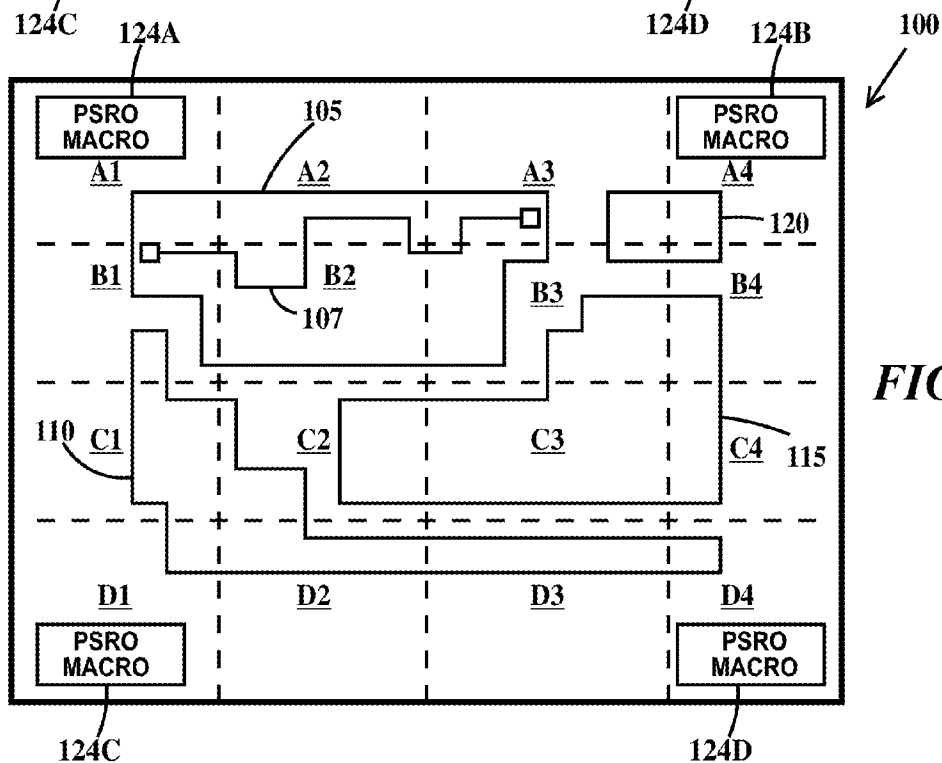 124C 124D
124A 124B 100
PSRO MACRO PSRO MACRO
105
A1 A2 A3 A4
120
B1 B2 B3 B4
107
FIG
110 C1 C2 C3 C4 115
D1 D2 D3 D4
PSRO MACRO PSRO MACRO
124C 124D